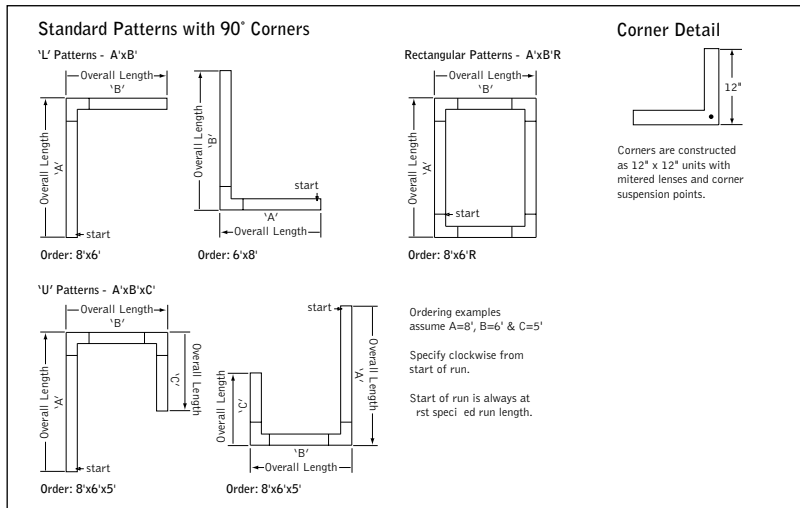 Standard Patterns with 90° Corners
'L' Patterns - A'xB'
Overall Length
'B'
Overall Length
'A'
start
Order: 8'x6'
Overall Length
'B'
start
'A'
Overall Length
Order: 6'x8'
Rectangular Patterns - A'xB'R
Overall Length
'B'
Overall Length
'A'
start
Order: 8'x6'R
Corner Detail
12"
Corners are constructed
as 12" x 12" units with
mitered lenses and corner
suspension points.
'U' Patterns - A'xB'xC'
Overall Length
'B'
Overall Length
'A'
'C'
Overall Length
start
Order: 8'x6'x5'
start
Overall Length
'A'
Overall Length
'C'
'B'
Overall Length
Order: 8'x6'x5'
Ordering examples
assume A=8', B=6' & C=5'
Specify clockwise from
start of run.
Start of run is always at
rst speci ed run length.